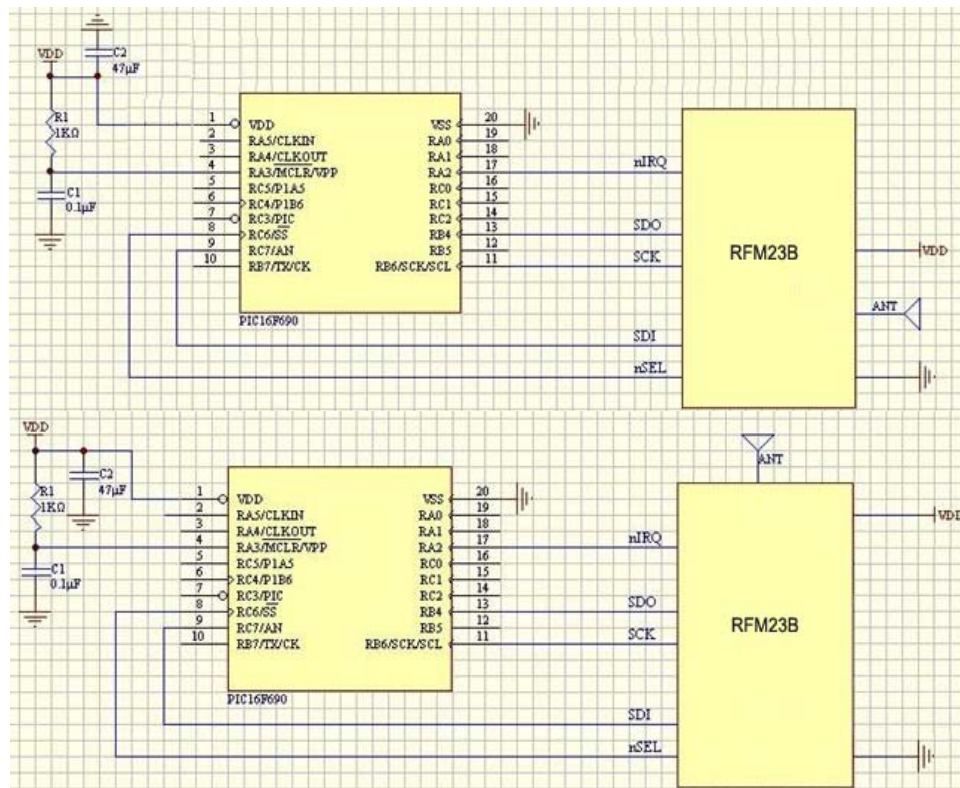 C2
VDD
47μF
R1
1KΩ
C1
0.1μF
1 VDD VSS 20
2 RA5/CLKIN RA0 19
3 RA4/CLKOUT RA1 18
4 RA3/MCLR/VPP RA2 17 nIRQ
5 RC5/P1A5 RC0 16
6 RC4/P1B6 RC1 15
7 RC3/PIC RC2 14
8 RC6/SS RB4 13 SDO
9 RC7/AN RB5 12
10 RB7/TX/CK RB6/SCK/SCL 11 SCK
PIC16F690
RFM23B
VDD
ANT
SDI
nSEL
VDD
C2
47μF
R1
1KΩ
C1
0.1μF
1 VDD VSS 20
2 RA5/CLKIN RA0 19
3 RA4/CLKOUT RA1 18
4 RA3/MCLR/VPP RA2 17 nIRQ
5 RC5/P1A5 RC0 16
6 RC4/P1B6 RC1 15
7 RC3/PIC RC2 14
8 RC6/SS RB4 13 SDO
9 RC7/AN RB5 12
10 RB7/TX/CK RB6/SCK/SCL 11 SCK
PIC16F690
ANT
RFM23B
VDD
SDI
nSEL